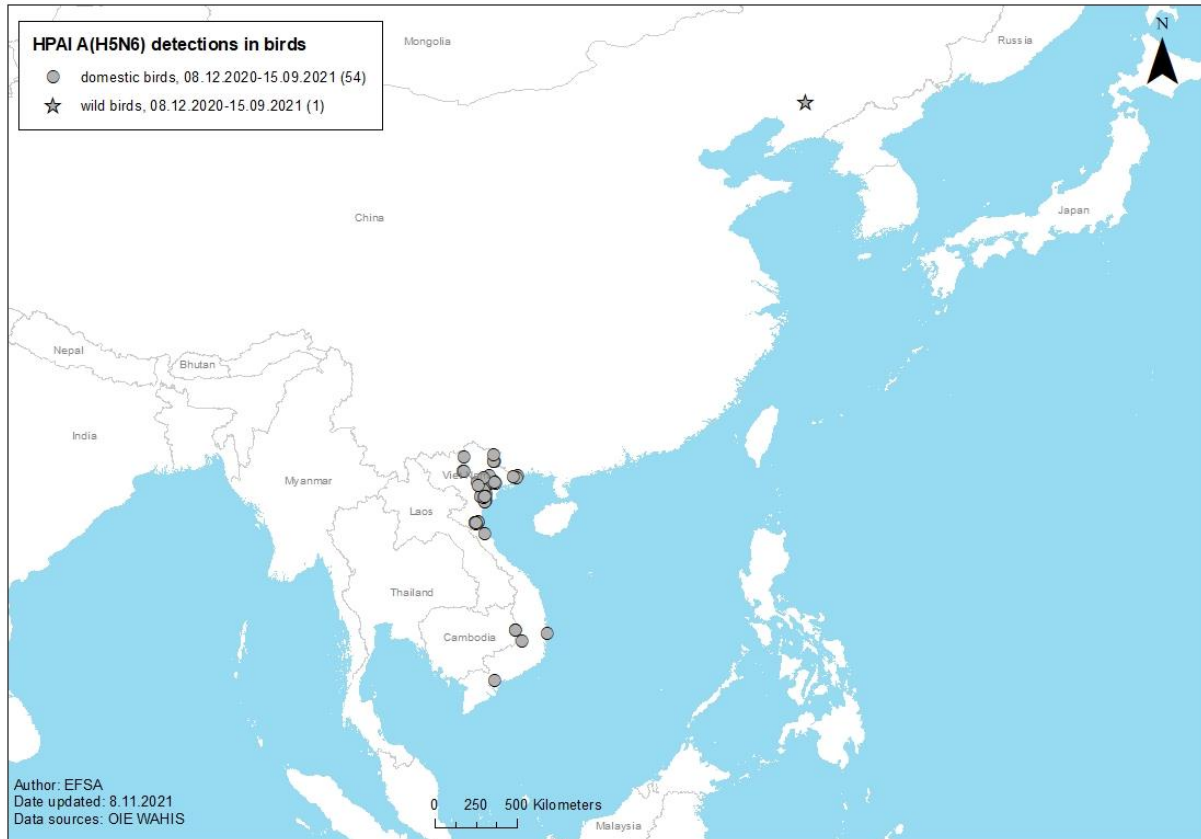 HPAI A(H5N6) detections in birds
domestic birds, 08.12.2020-15.09.2021 (54)
wild birds, 08.12.2020-15.09.2021 (1)
Mongolia
Russia
N
China
Japan
Nepal
Bhutan
India
Myanmar
Laos
Thailand
Cambodia
Author: EFSA
Date updated: 8.11.2021
Data sources: OIE WAHIS
0 250 500 Kilometers
Malaysia